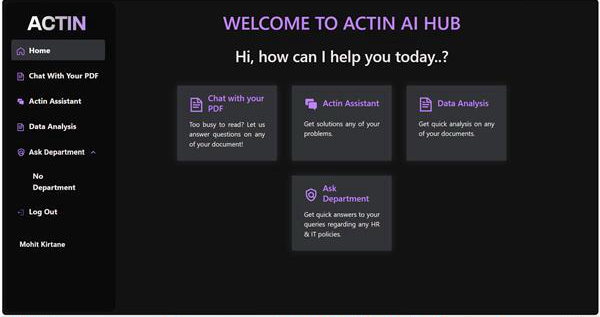 ACTIN
Home
Chat With Your PDF
Actin Assistant
Data Analysis
Ask Department
No
Department
Log Out
Mohit Kirtane
WELCOME TO ACTIN AI HUB
Hi, how can I help you today..?
Chat with your
PDF
Too busy to read? Let us
answer questions on any
of your document!
Actin Assistant
Get solutions any of your
problems.
Data Analysis
Get quick analysis on any
of your documents.
Ask
Department
Get quick answers to your
queries regarding any HR
& IT policies.